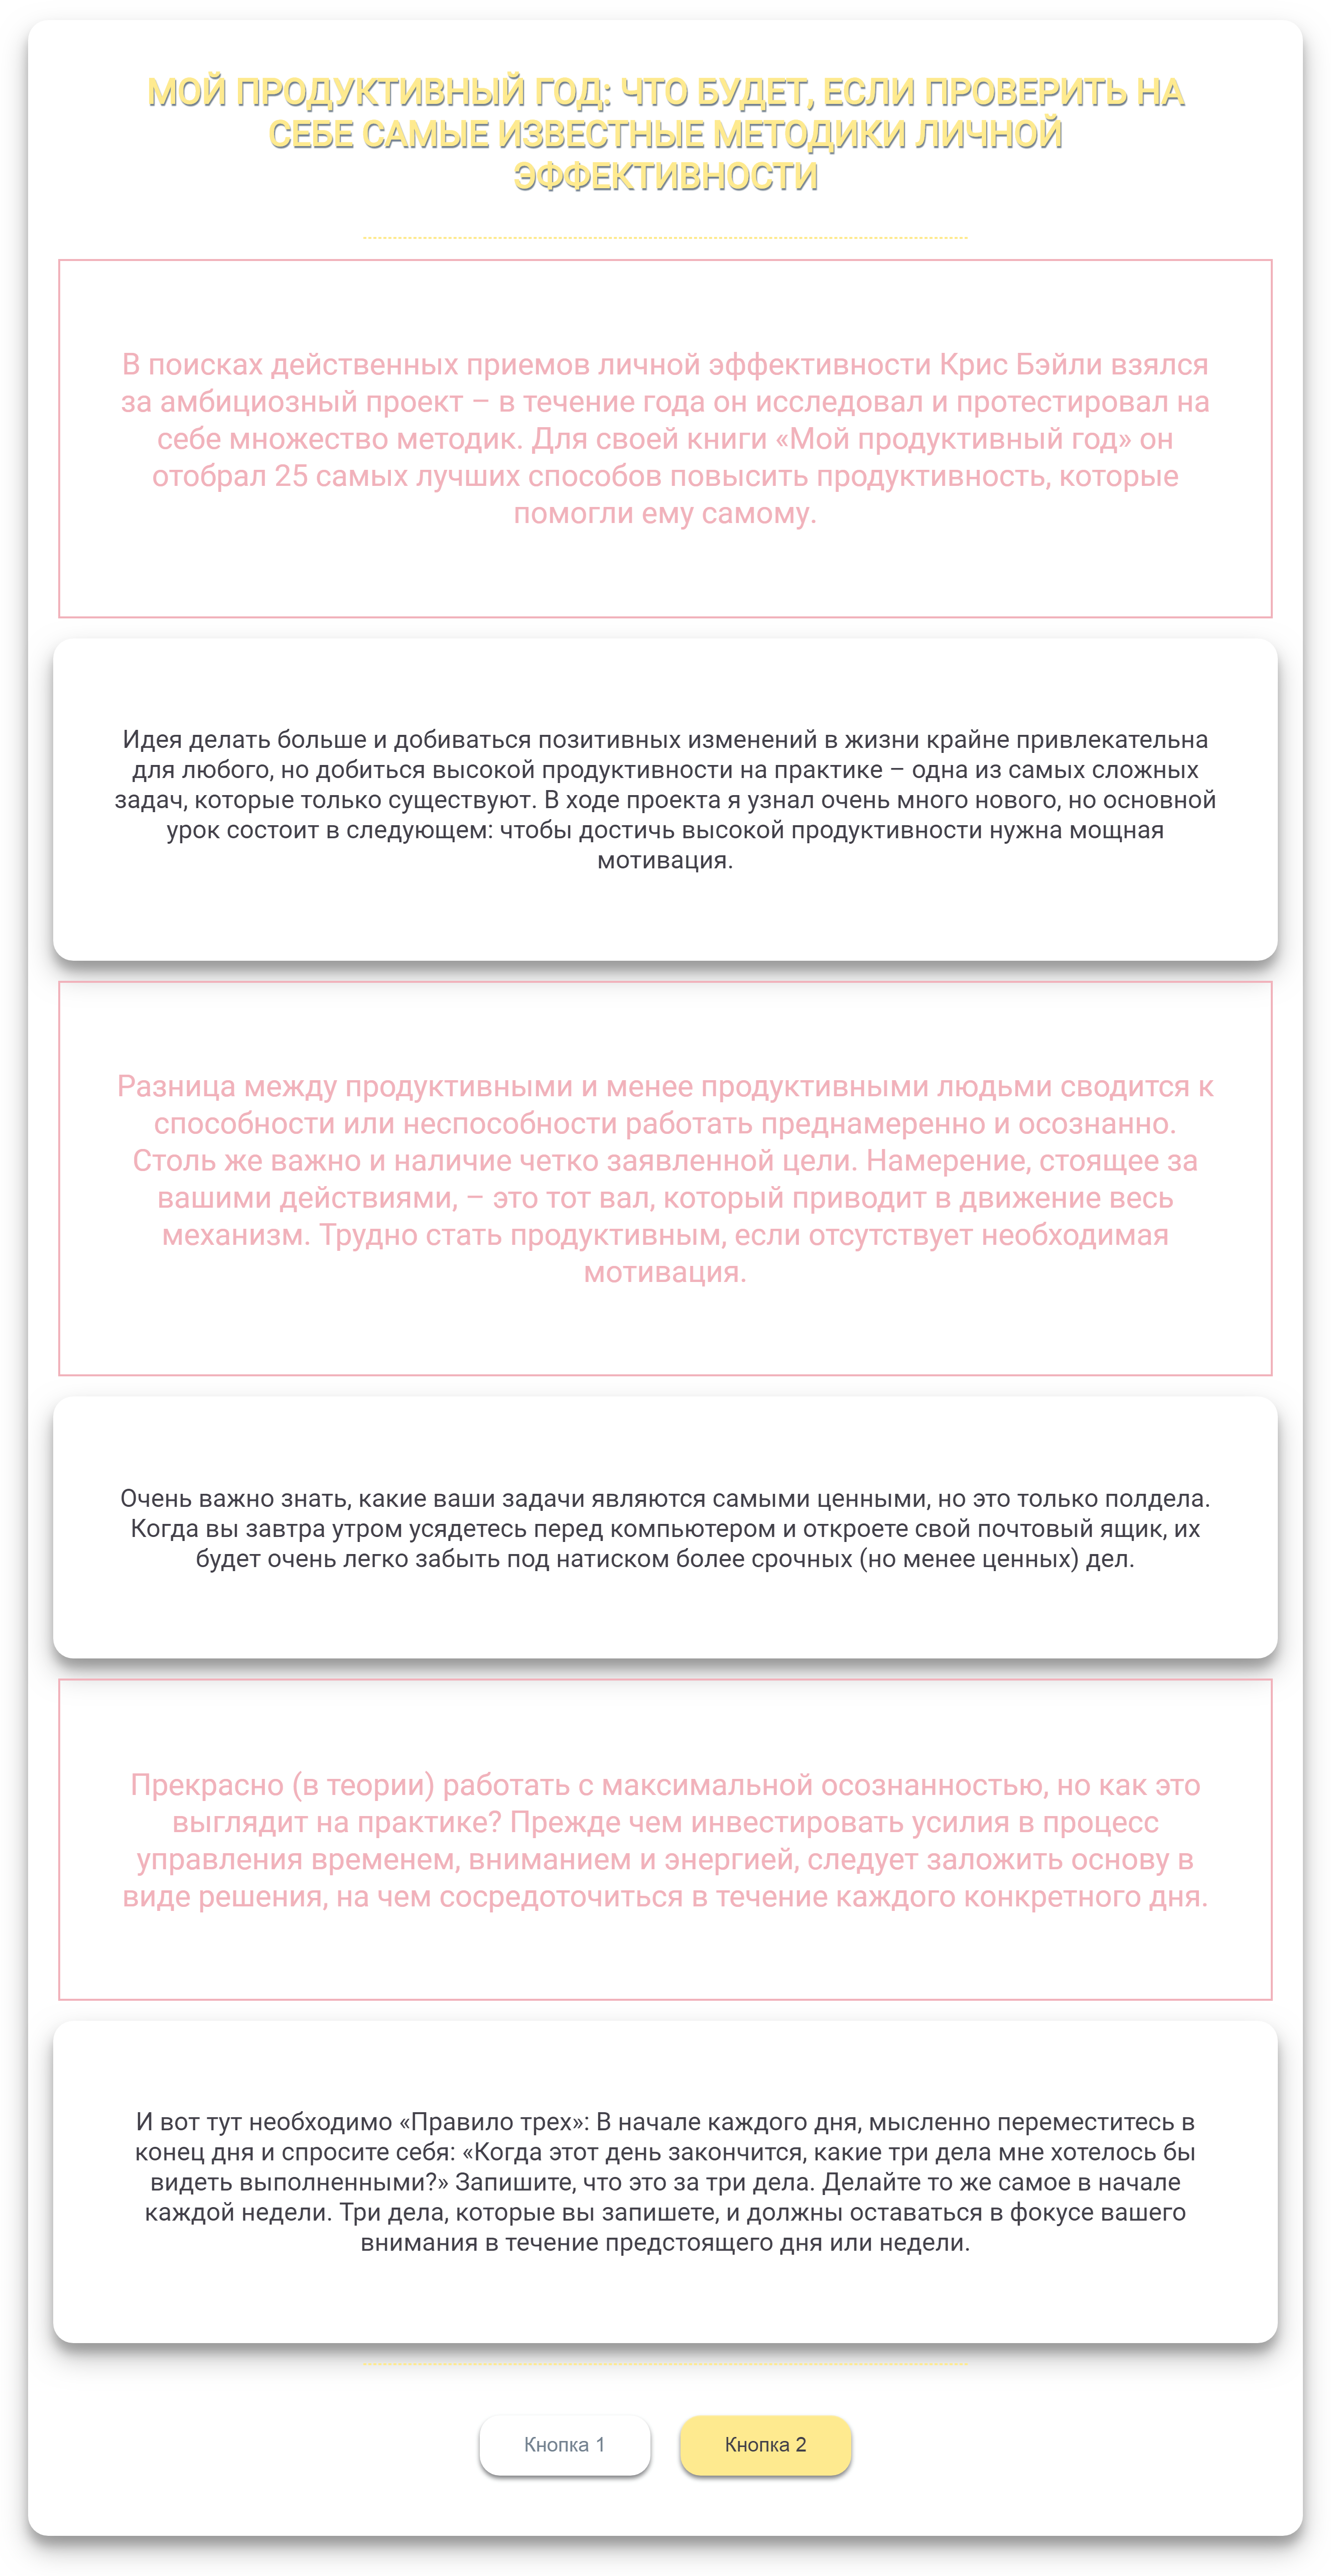 МОЙ ПРОДУКТИВНЫЙ ГОД: ЧТО БУДЕТ, ЕСЛИ ПРОВЕРИТЬ НА
СЕБЕ САМЫЕ ИЗВЕСТНЫЕ МЕТОДИКИ ЛИЧНОЙ
ЭФФЕКТИВНОСТИ
В поисках действенных приемов личной эффективности Крис Бэйли взялся
за амбициозный проект – в течение года он исследовал и протестировал на
себе множество методик. Для своей книги «Мой продуктивный год» он
отобрал 25 самых лучших способов повысить продуктивность, которые
помогли ему самому.
Идея делать больше и добиваться позитивных изменений в жизни крайне привлекательна
для любого, но добиться высокой продуктивности на практике – одна из самых сложных
задач, которые только существуют. В ходе проекта я узнал очень много нового, но основной
урок состоит в следующем: чтобы достичь высокой продуктивности нужна мощная
мотивация.
Разница между продуктивными и менее продуктивными людьми сводится к
способности или неспособности работать преднамеренно и осознанно.
Столь же важно и наличие четко заявленной цели. Намерение, стоящее за
вашими действиями, – это тот вал, который приводит в движение весь
механизм. Трудно стать продуктивным, если отсутствует необходимая
мотивация.
Очень важно знать, какие ваши задачи являются самыми ценными, но это только полдела.
Когда вы завтра утром усядетесь перед компьютером и откроете свой почтовый ящик, их
будет очень легко забыть под натиском более срочных (но менее ценных) дел.
Прекрасно (в теории) работать с максимальной осознанностью, но как это
выглядит на практике? Прежде чем инвестировать усилия в процесс
управления временем, вниманием и энергией, следует заложить основу в
виде решения, на чем сосредоточиться в течение каждого конкретного дня.
И вот тут необходимо «Правило трех»: В начале каждого дня, мысленно переместитесь в
конец дня и спросите себя: «Когда этот день закончится, какие три дела мне хотелось бы
видеть выполненными?» Запишите, что это за три дела. Делайте то же самое в начале
каждой недели. Три дела, которые вы запишете, и должны оставаться в фокусе вашего
внимания в течение предстоящего дня или недели.
Кнопка 1
Кнопка 2